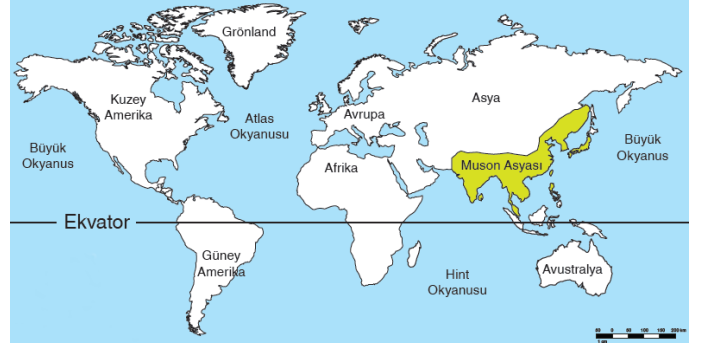 Grönland
Kuzey
Amerika
Atlas
Okyanusu
Avrupa
Asya
Büyük
Okyanus
Büyük
Okyanus
Afrika
Muson Asyası
Ekvator
Güney
Amerika
Hint
Okyanusu
Avustralya